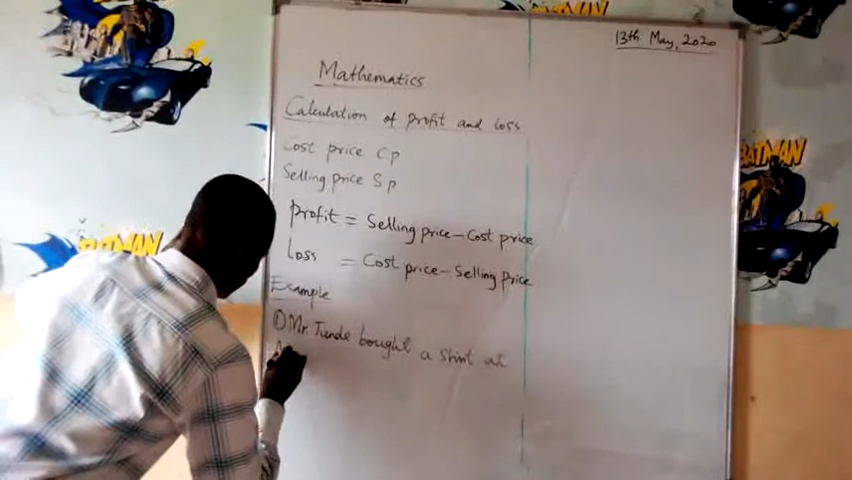 13th May, 2020
Mathematics
Calculation of profit and loss
Cost price C.p
Selling price S p
profit = Selling price - Cost price
Loss = Cost price - Selling price
Example
① Mr. Tunde bought a shirt at
BATMAN
BATMAN